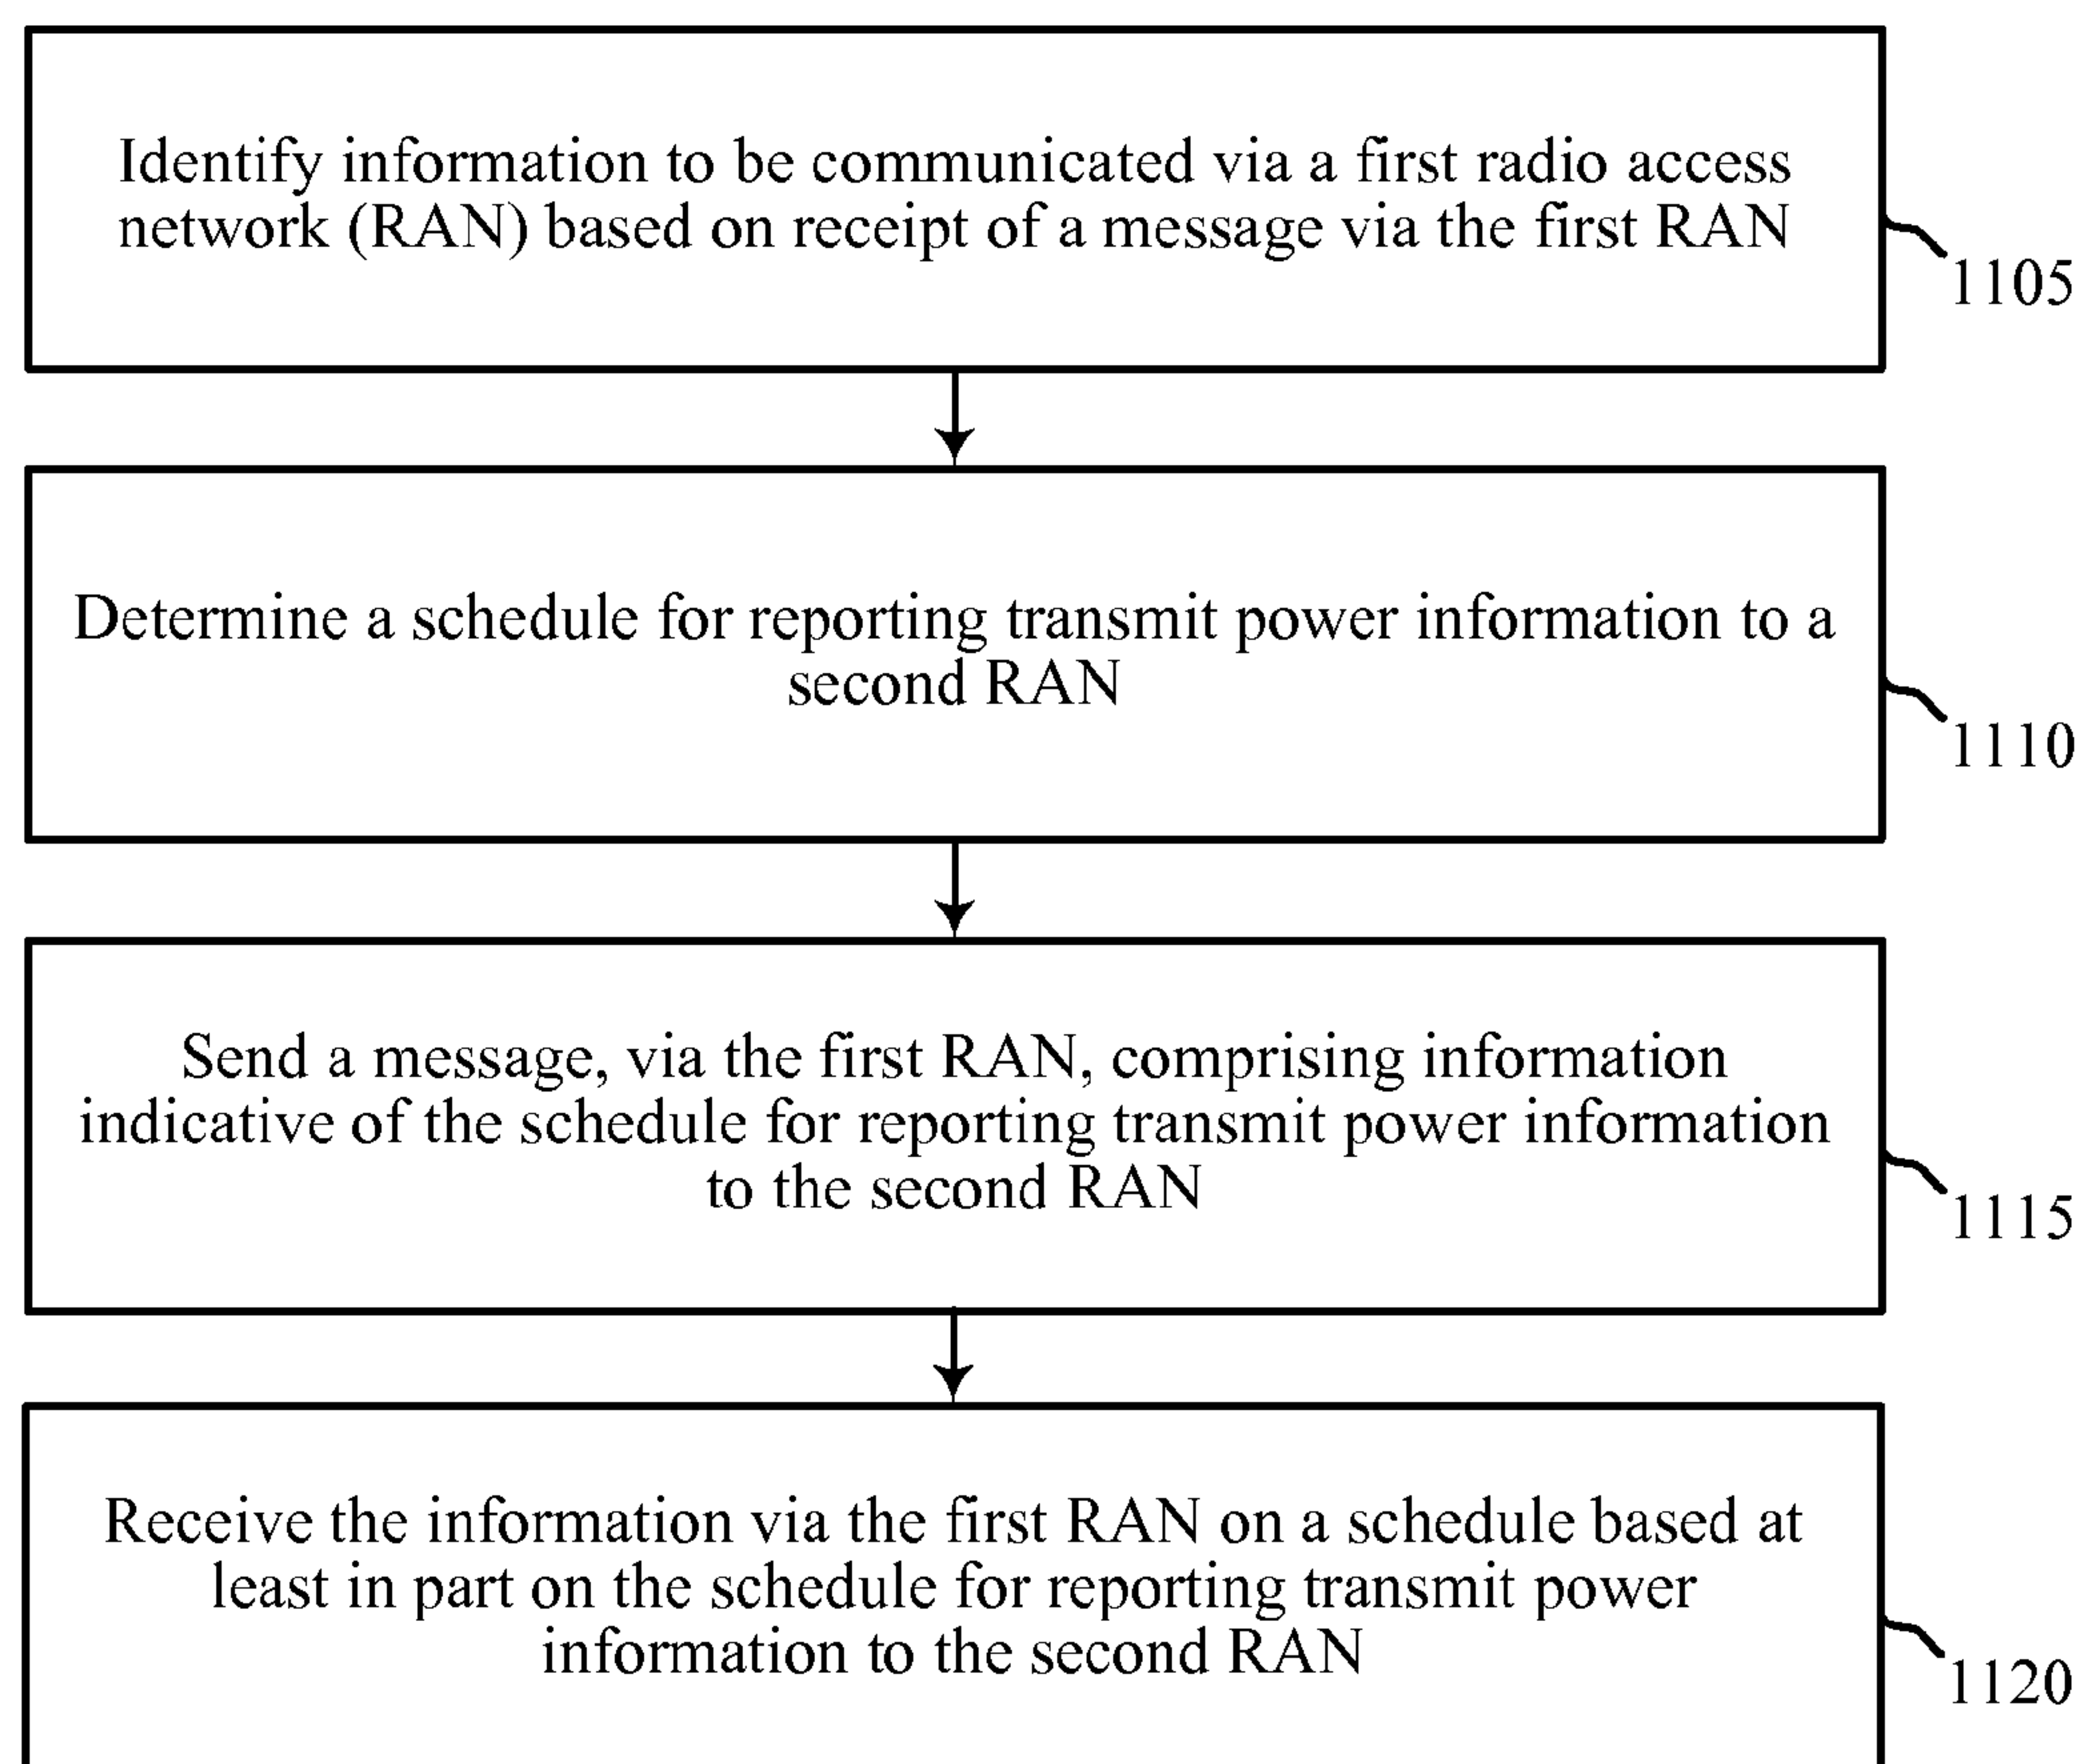 Identify information to be communicated via a first radio access
network (RAN) based on receipt of a message via the first RAN
1105
Determine a schedule for reporting transmit power information to a
second RAN
1110
Send a message, via the first RAN, comprising information
indicative of the schedule for reporting transmit power information
to the second RAN
1115
Receive the information via the first RAN on a schedule based at
least in part on the schedule for reporting transmit power
information to the second RAN
1120